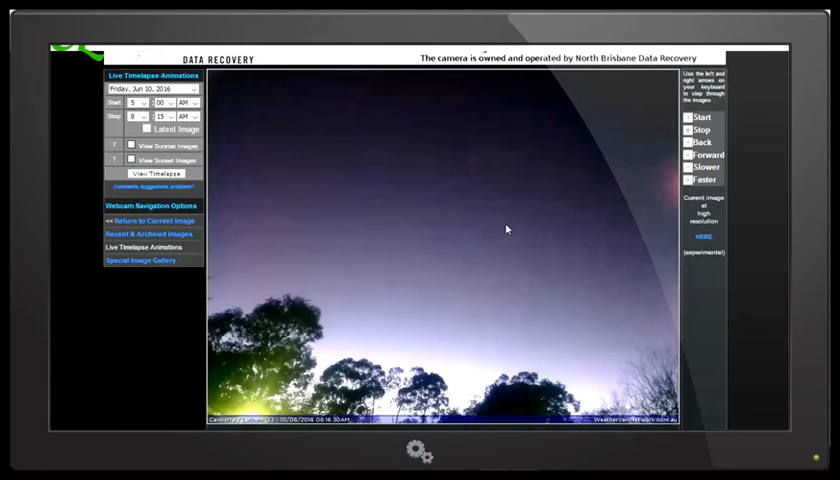 DATA RECOVERY
The camera is owned and operated by North Brisbane Data Recovery
Live Timelapse Animations
Friday, Jun 10, 2016
Start 5 : 00 AM
Stop 8 : 15 AM
Latest Image
? View Sunrise Images
? View Sunset Images
View Timelapse
Comments, suggestions, problems?
Webcam Navigation Options
<< Return to Current Image
Recent & Archived Images
Live Timelapse Animations
Special Image Gallery
Use the left and
right arrows on
your keyboard
to step through
the images
Start
Stop
Back
Forward
Slower
Faster
Current image
at
high
resolution
HERE
(experimental)
10/06/2016 06:16:30AM
WeathercamNetwork.com.au